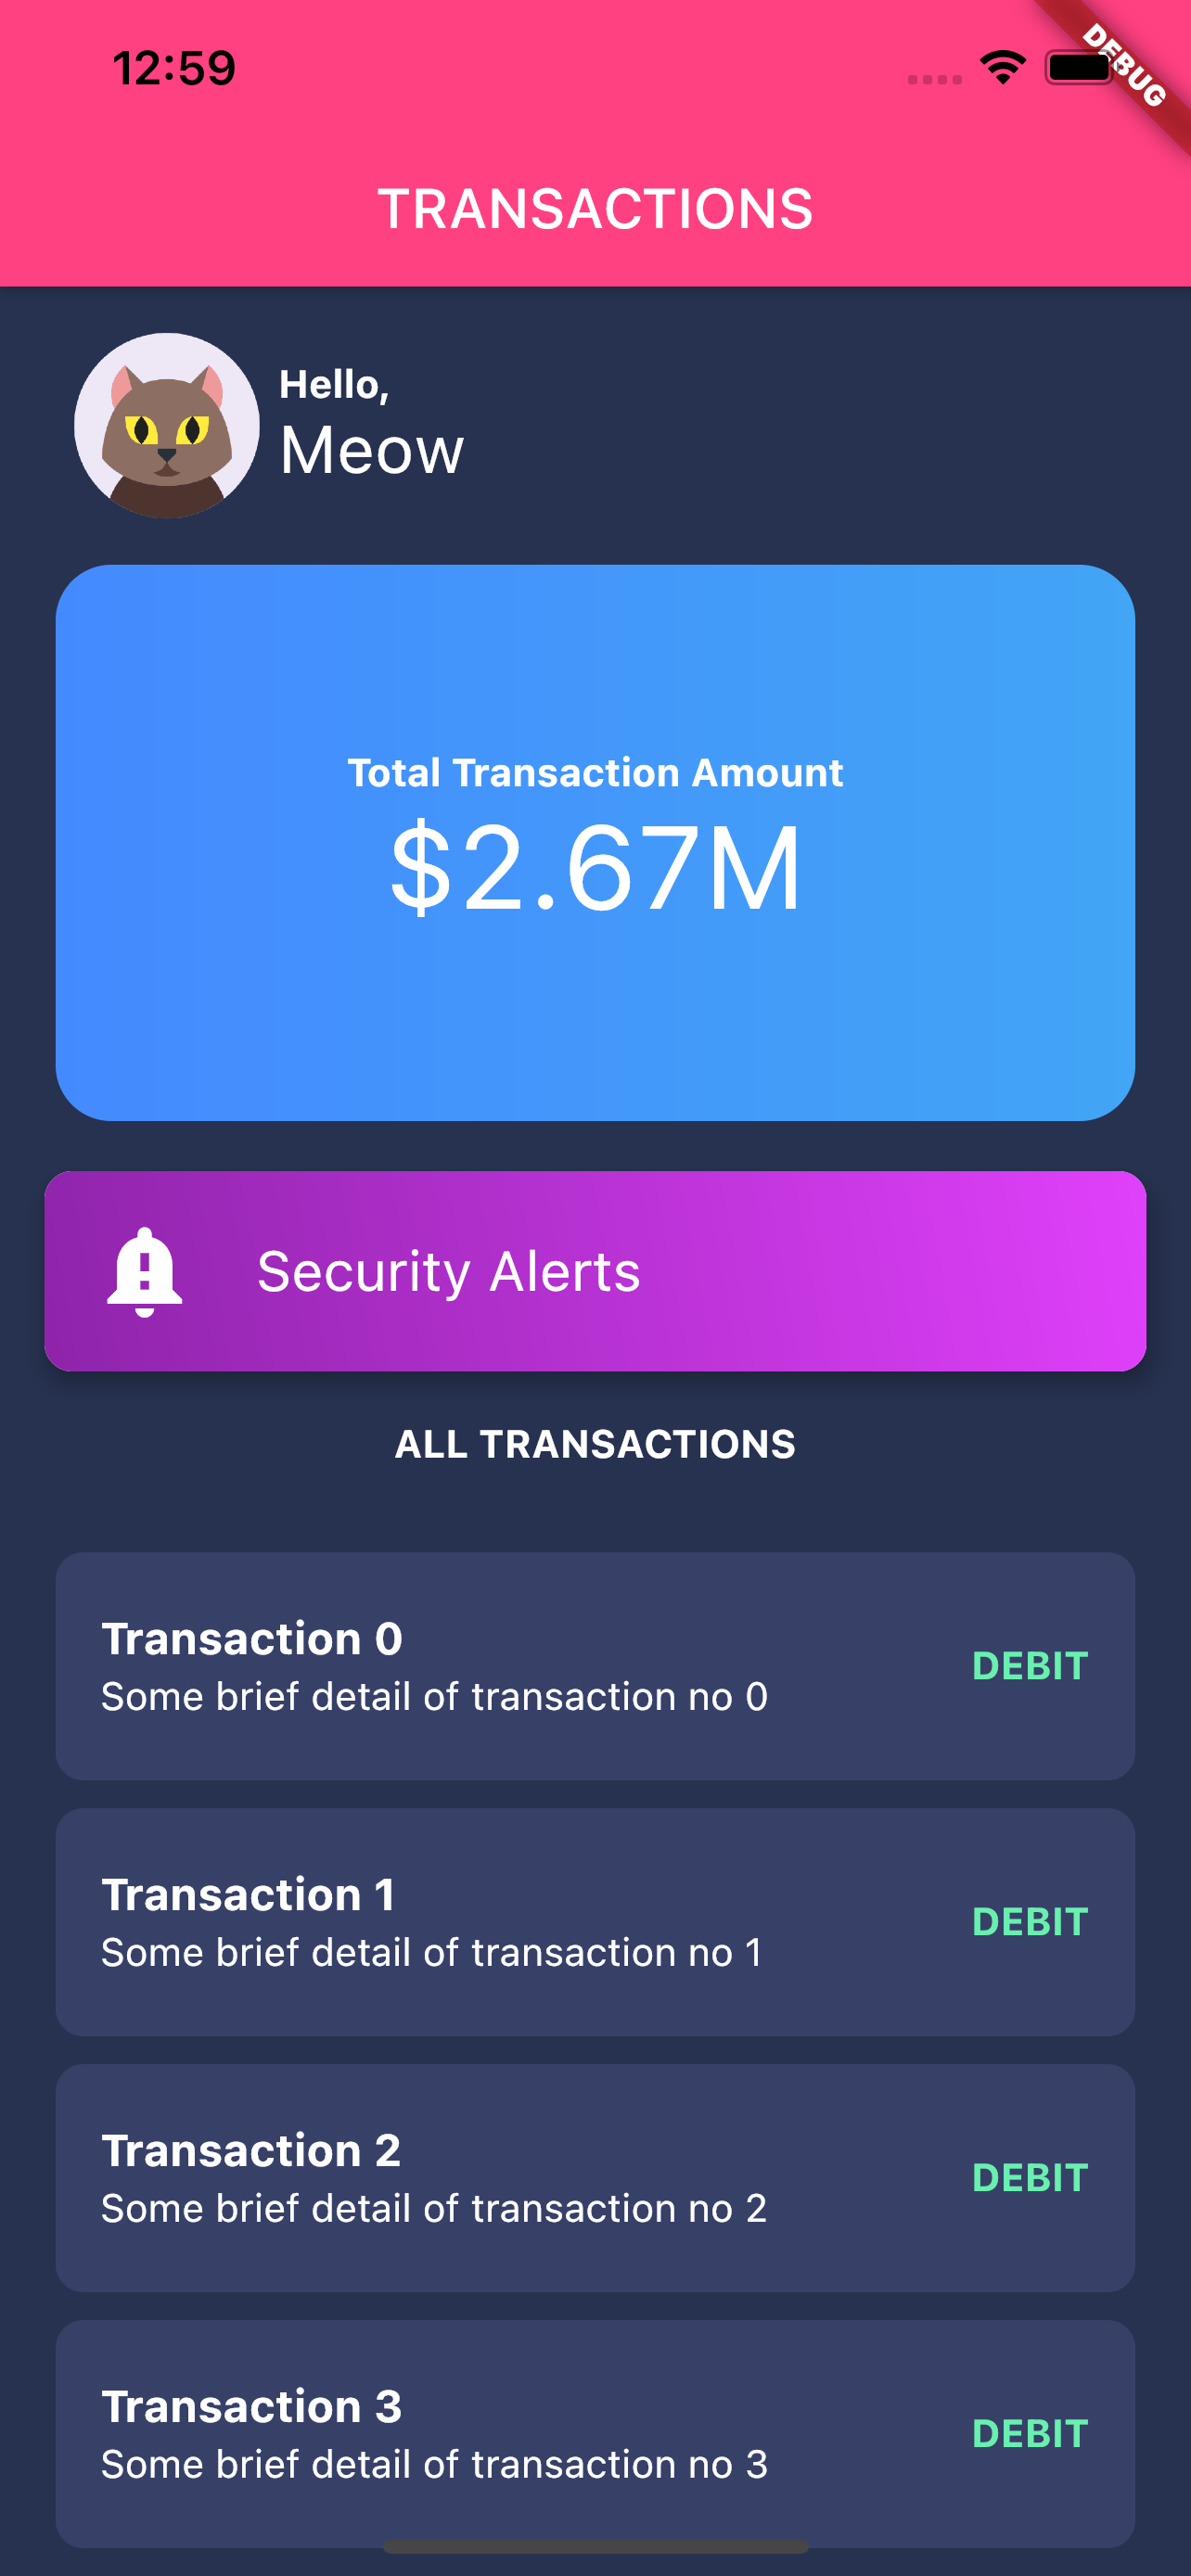 12:59
DEBUG
TRANSACTIONS
Hello,
Meow
Total Transaction Amount
$2.67M
Security Alerts
ALL TRANSACTIONS
Transaction 0
Some brief detail of transaction no 0
DEBIT
Transaction 1
Some brief detail of transaction no 1
DEBIT
Transaction 2
Some brief detail of transaction no 2
DEBIT
Transaction 3
Some brief detail of transaction no 3
DEBIT